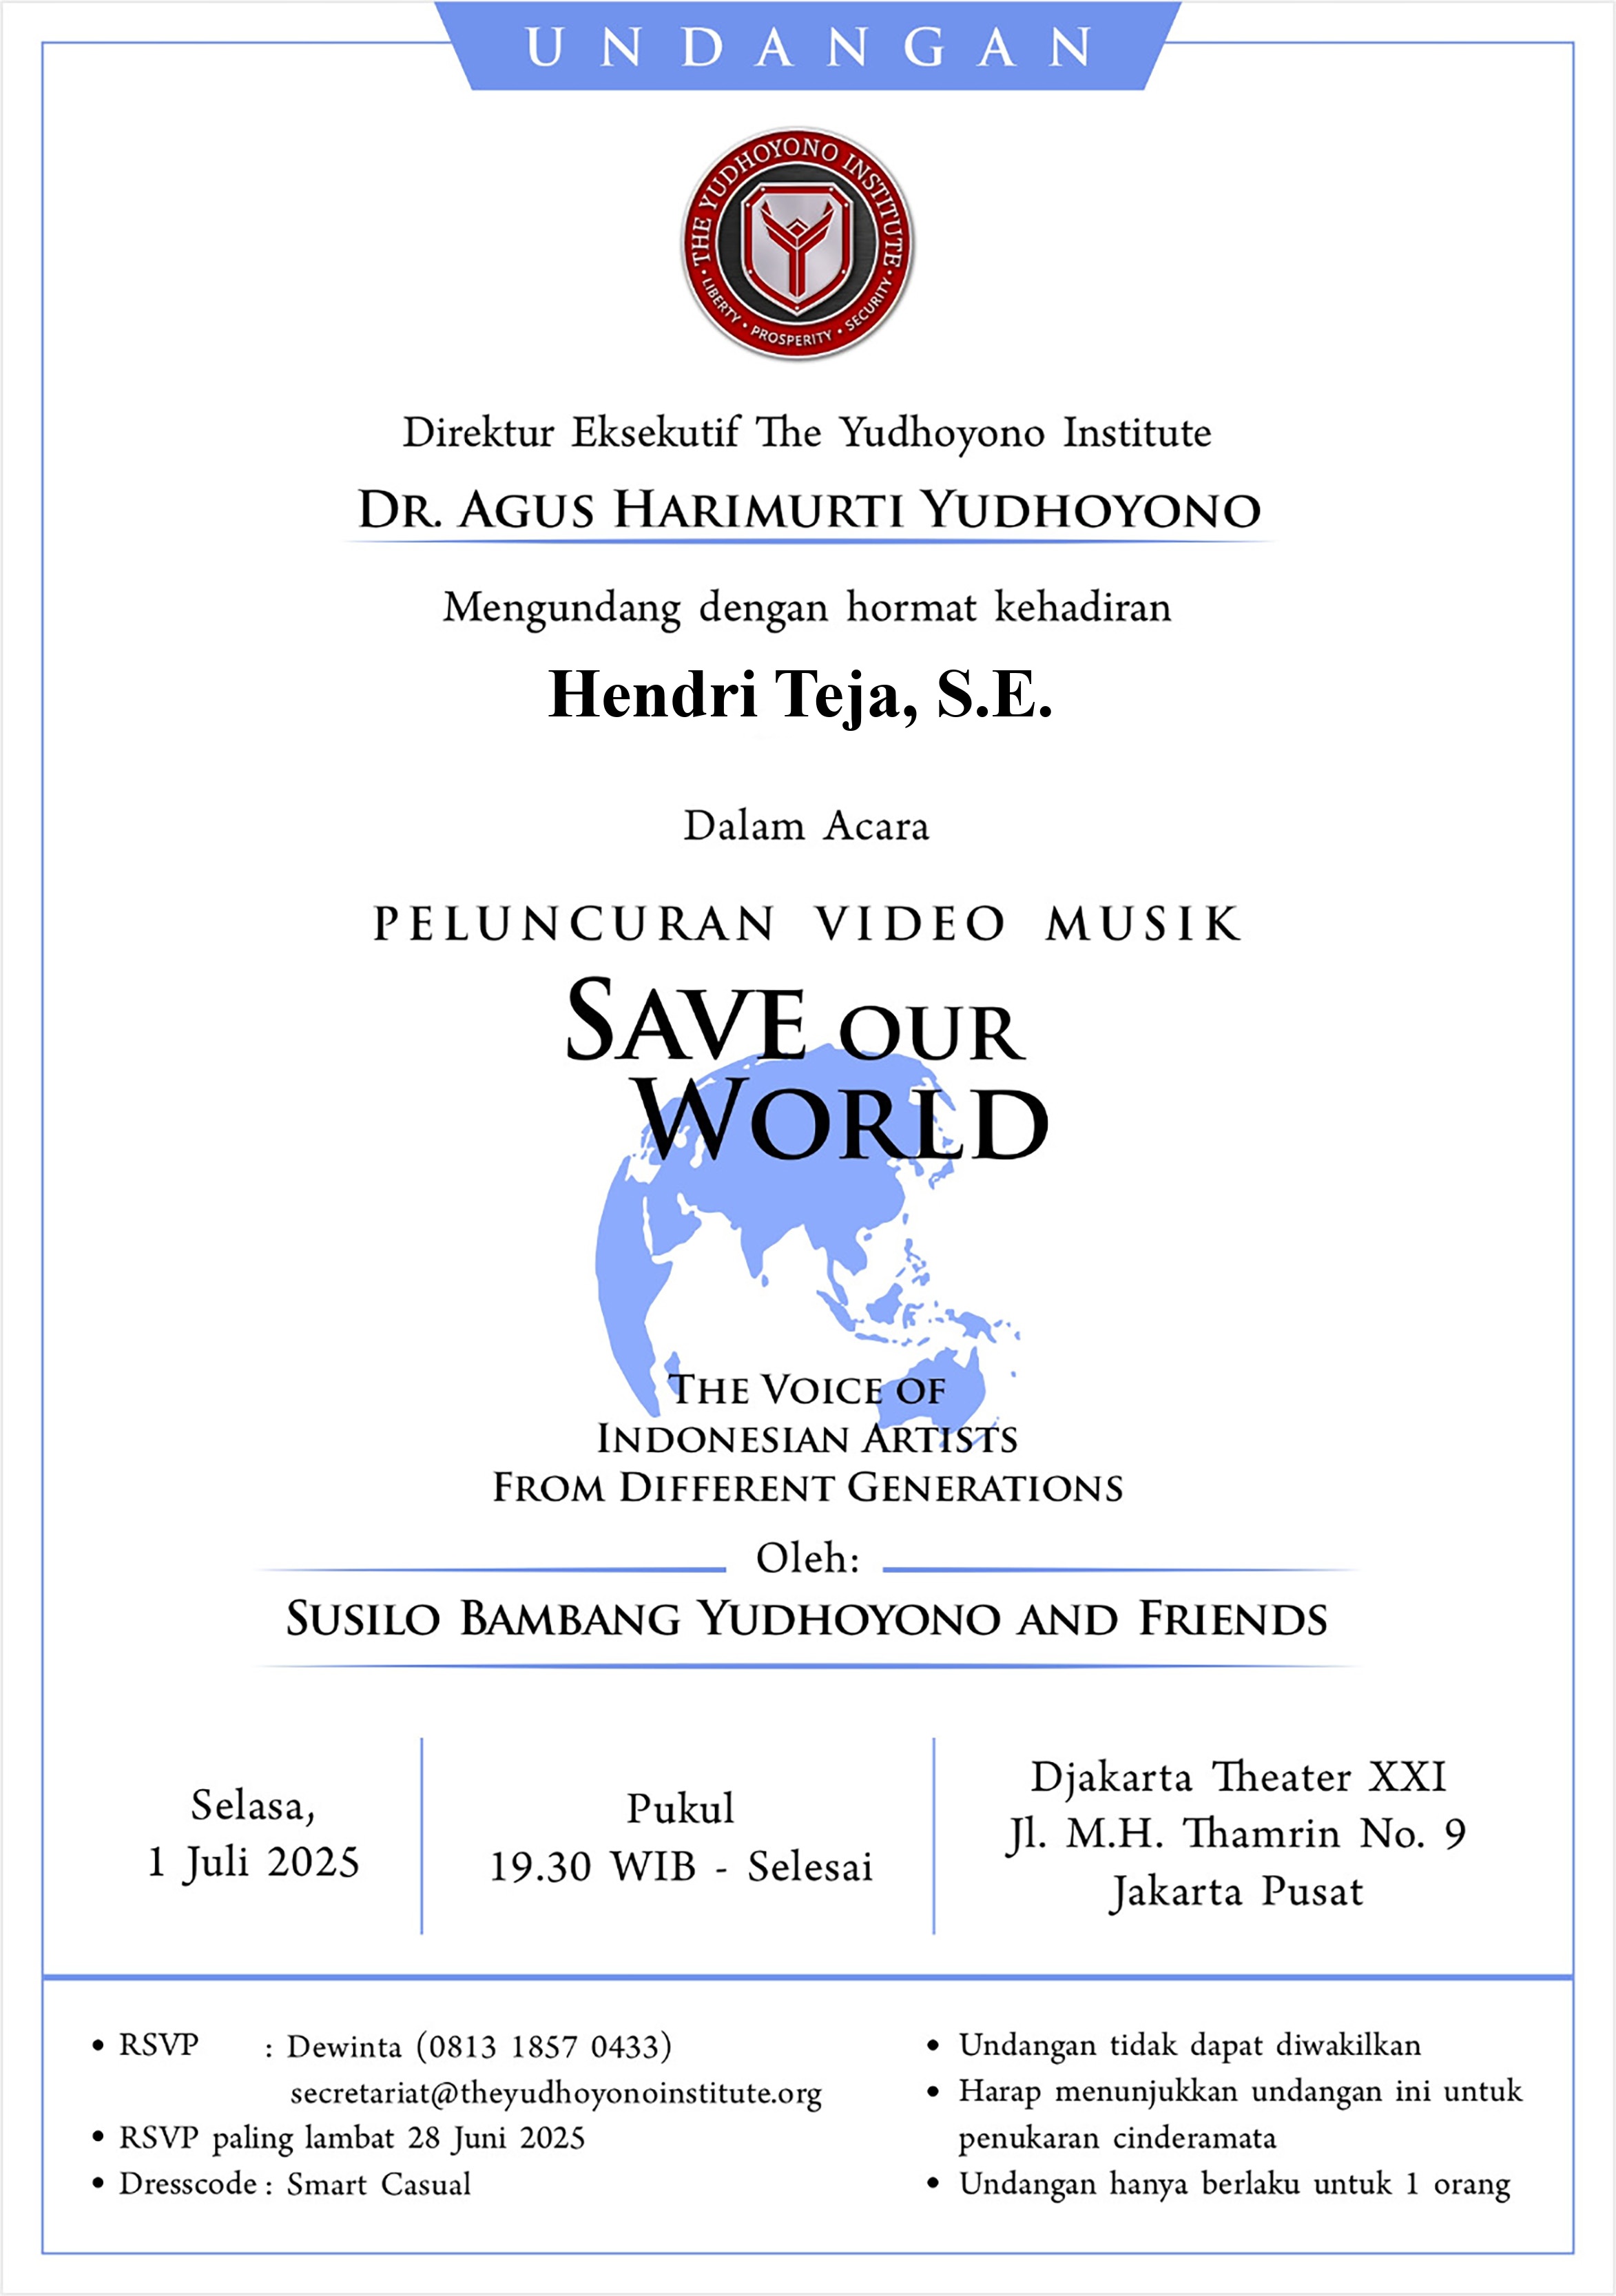 UNDANGAN
THE YUDHOYONO INSTITUTE
LIBERTY • PROSPERITY • SECURITY
Direktur Eksekutif The Yudhoyono Institute
DR. AGUS HARIMURTI YUDHOYONO
Mengundang dengan hormat kehadiran
Hendri Teja, S.E.
Dalam Acara
PELUNCURAN VIDEO MUSIK
SAVE OUR
WORLD
THE VOICE OF
INDONESIAN ARTISTS
FROM DIFFERENT GENERATIONS
Oleh:
SUSILO BAMBANG YUDHOYONO AND FRIENDS
Selasa,
1 Juli 2025
Pukul
19.30 WIB - Selesai
Djakarta Theater XXI
Jl. M.H. Thamrin No. 9
Jakarta Pusat
• RSVP : Dewinta (0813 1857 0433)
secretariat@theyudhoyonoinstitute.org
• RSVP paling lambat 28 Juni 2025
• Dresscode : Smart Casual
• Undangan tidak dapat diwakilkan
• Harap menunjukkan undangan ini untuk
penukaran cinderamata
• Undangan hanya berlaku untuk 1 orang